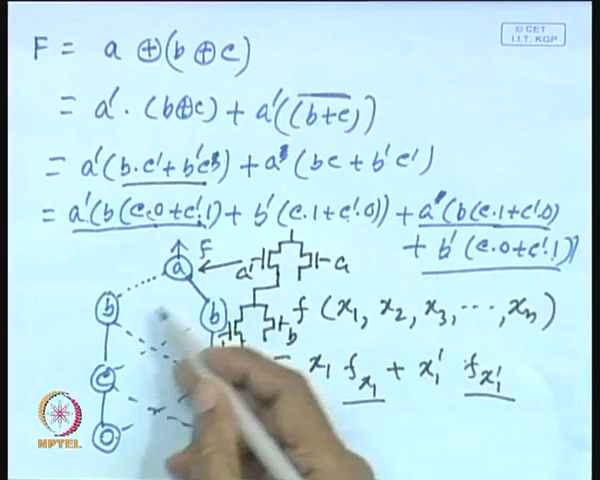 © CET
I.I.T. KGP
F = a ⊕ (b ⊕ c)
= a' . (b⊕c) + a'((b+c))
= a'(b.c' + b'c) + a (bc + b'c')
= a'(b(c.0+c'.1) + b'(c.1+c'.0)) + a (b(c.1+c'.0)
+ b'(c.0+c'.1))
F
a
a'
a
b
b
b
f (x1, x2, x3, ..., xn)
= x1 fx1 + x1' fx1'
c
0
NPTEL